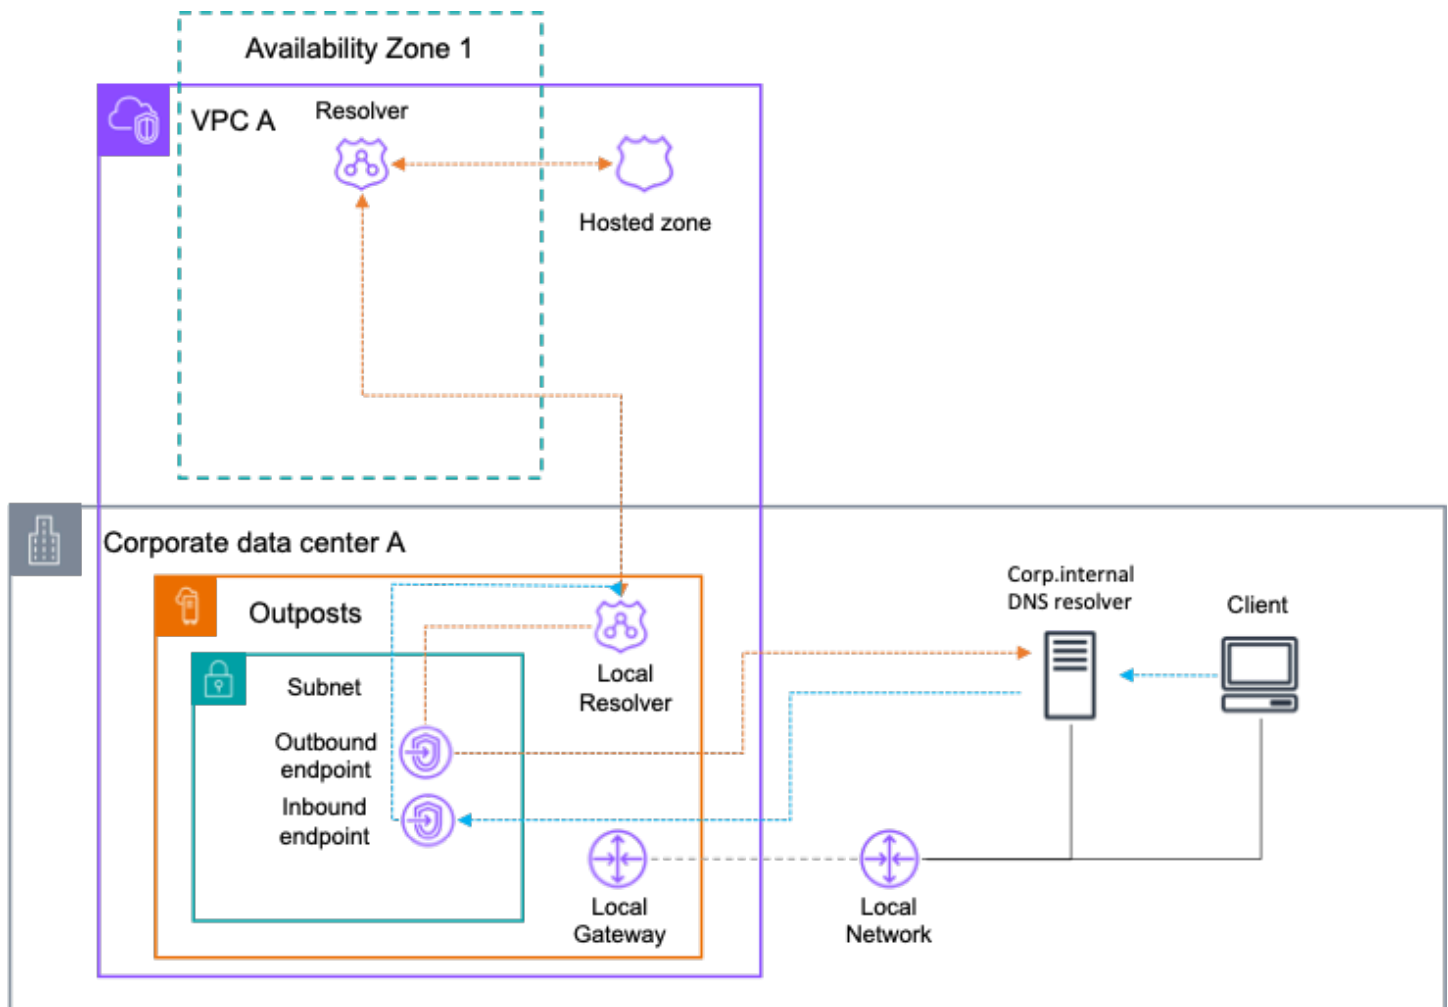 Availability Zone 1
VPC A
Resolver
Hosted zone
Corporate data center A
Outposts
Subnet
Outbound
endpoint
Inbound
endpoint
Local
Resolver
Local
Gateway
Local
Network
Corp.internal
DNS resolver
Client